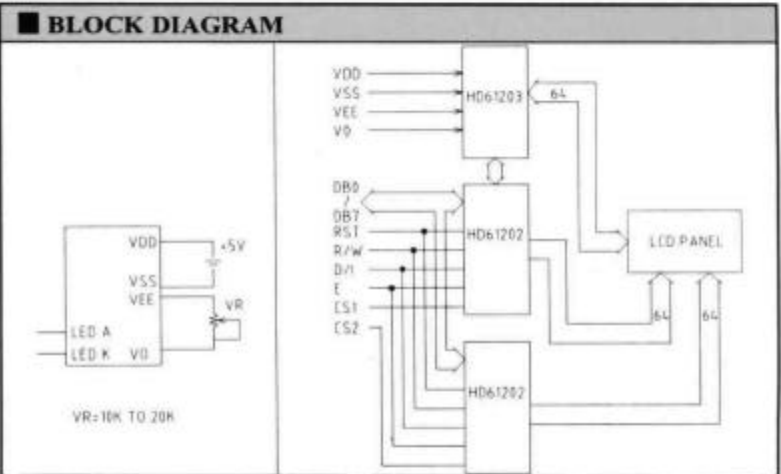 BLOCK DIAGRAM
VDD
VSS
VEE
V0
HD61203
64
DB0
/
DB7
RST
R/W
D/I
E
CS1
CS2
HD61202
LCD PANEL
64
64
HD61202
VDD
+5V
VSS
VEE
VR
LED A
LED K
V0
VR=10K TO 20K